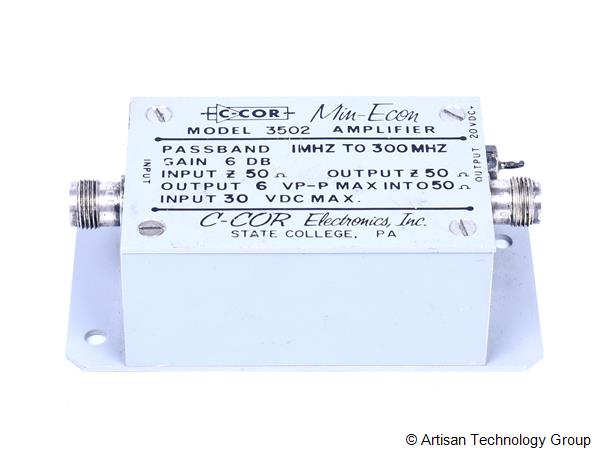 C-COR Min-Econ
MODEL 3502 AMPLIFIER
PASSBAND 1MHZ TO 300MHZ
GAIN 6 DB
INPUT Z 50 Ω OUTPUT Z 50 Ω
OUTPUT 6 VP-P MAX INTO 50 Ω
INPUT 30 VDC MAX.
C-COR Electronics, Inc.
STATE COLLEGE, PA
INPUT
OUTPUT 20 VDC+
© Artisan Technology Group